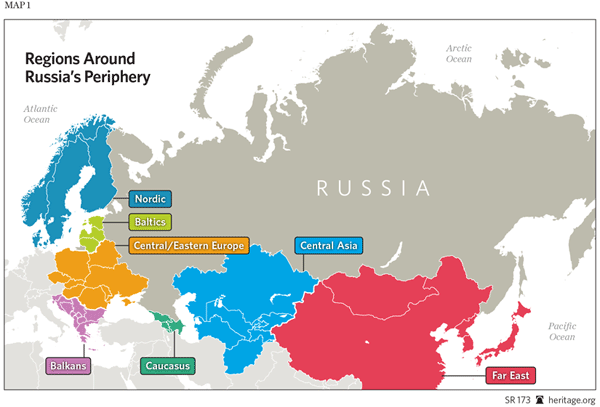 MAP 1
Regions Around
Russia's Periphery
Arctic
Ocean
Atlantic
Ocean
RUSSIA
Nordic
Baltics
Central/Eastern Europe
Central Asia
Pacific
Ocean
Balkans
Caucasus
Far East
SR 173 heritage.org